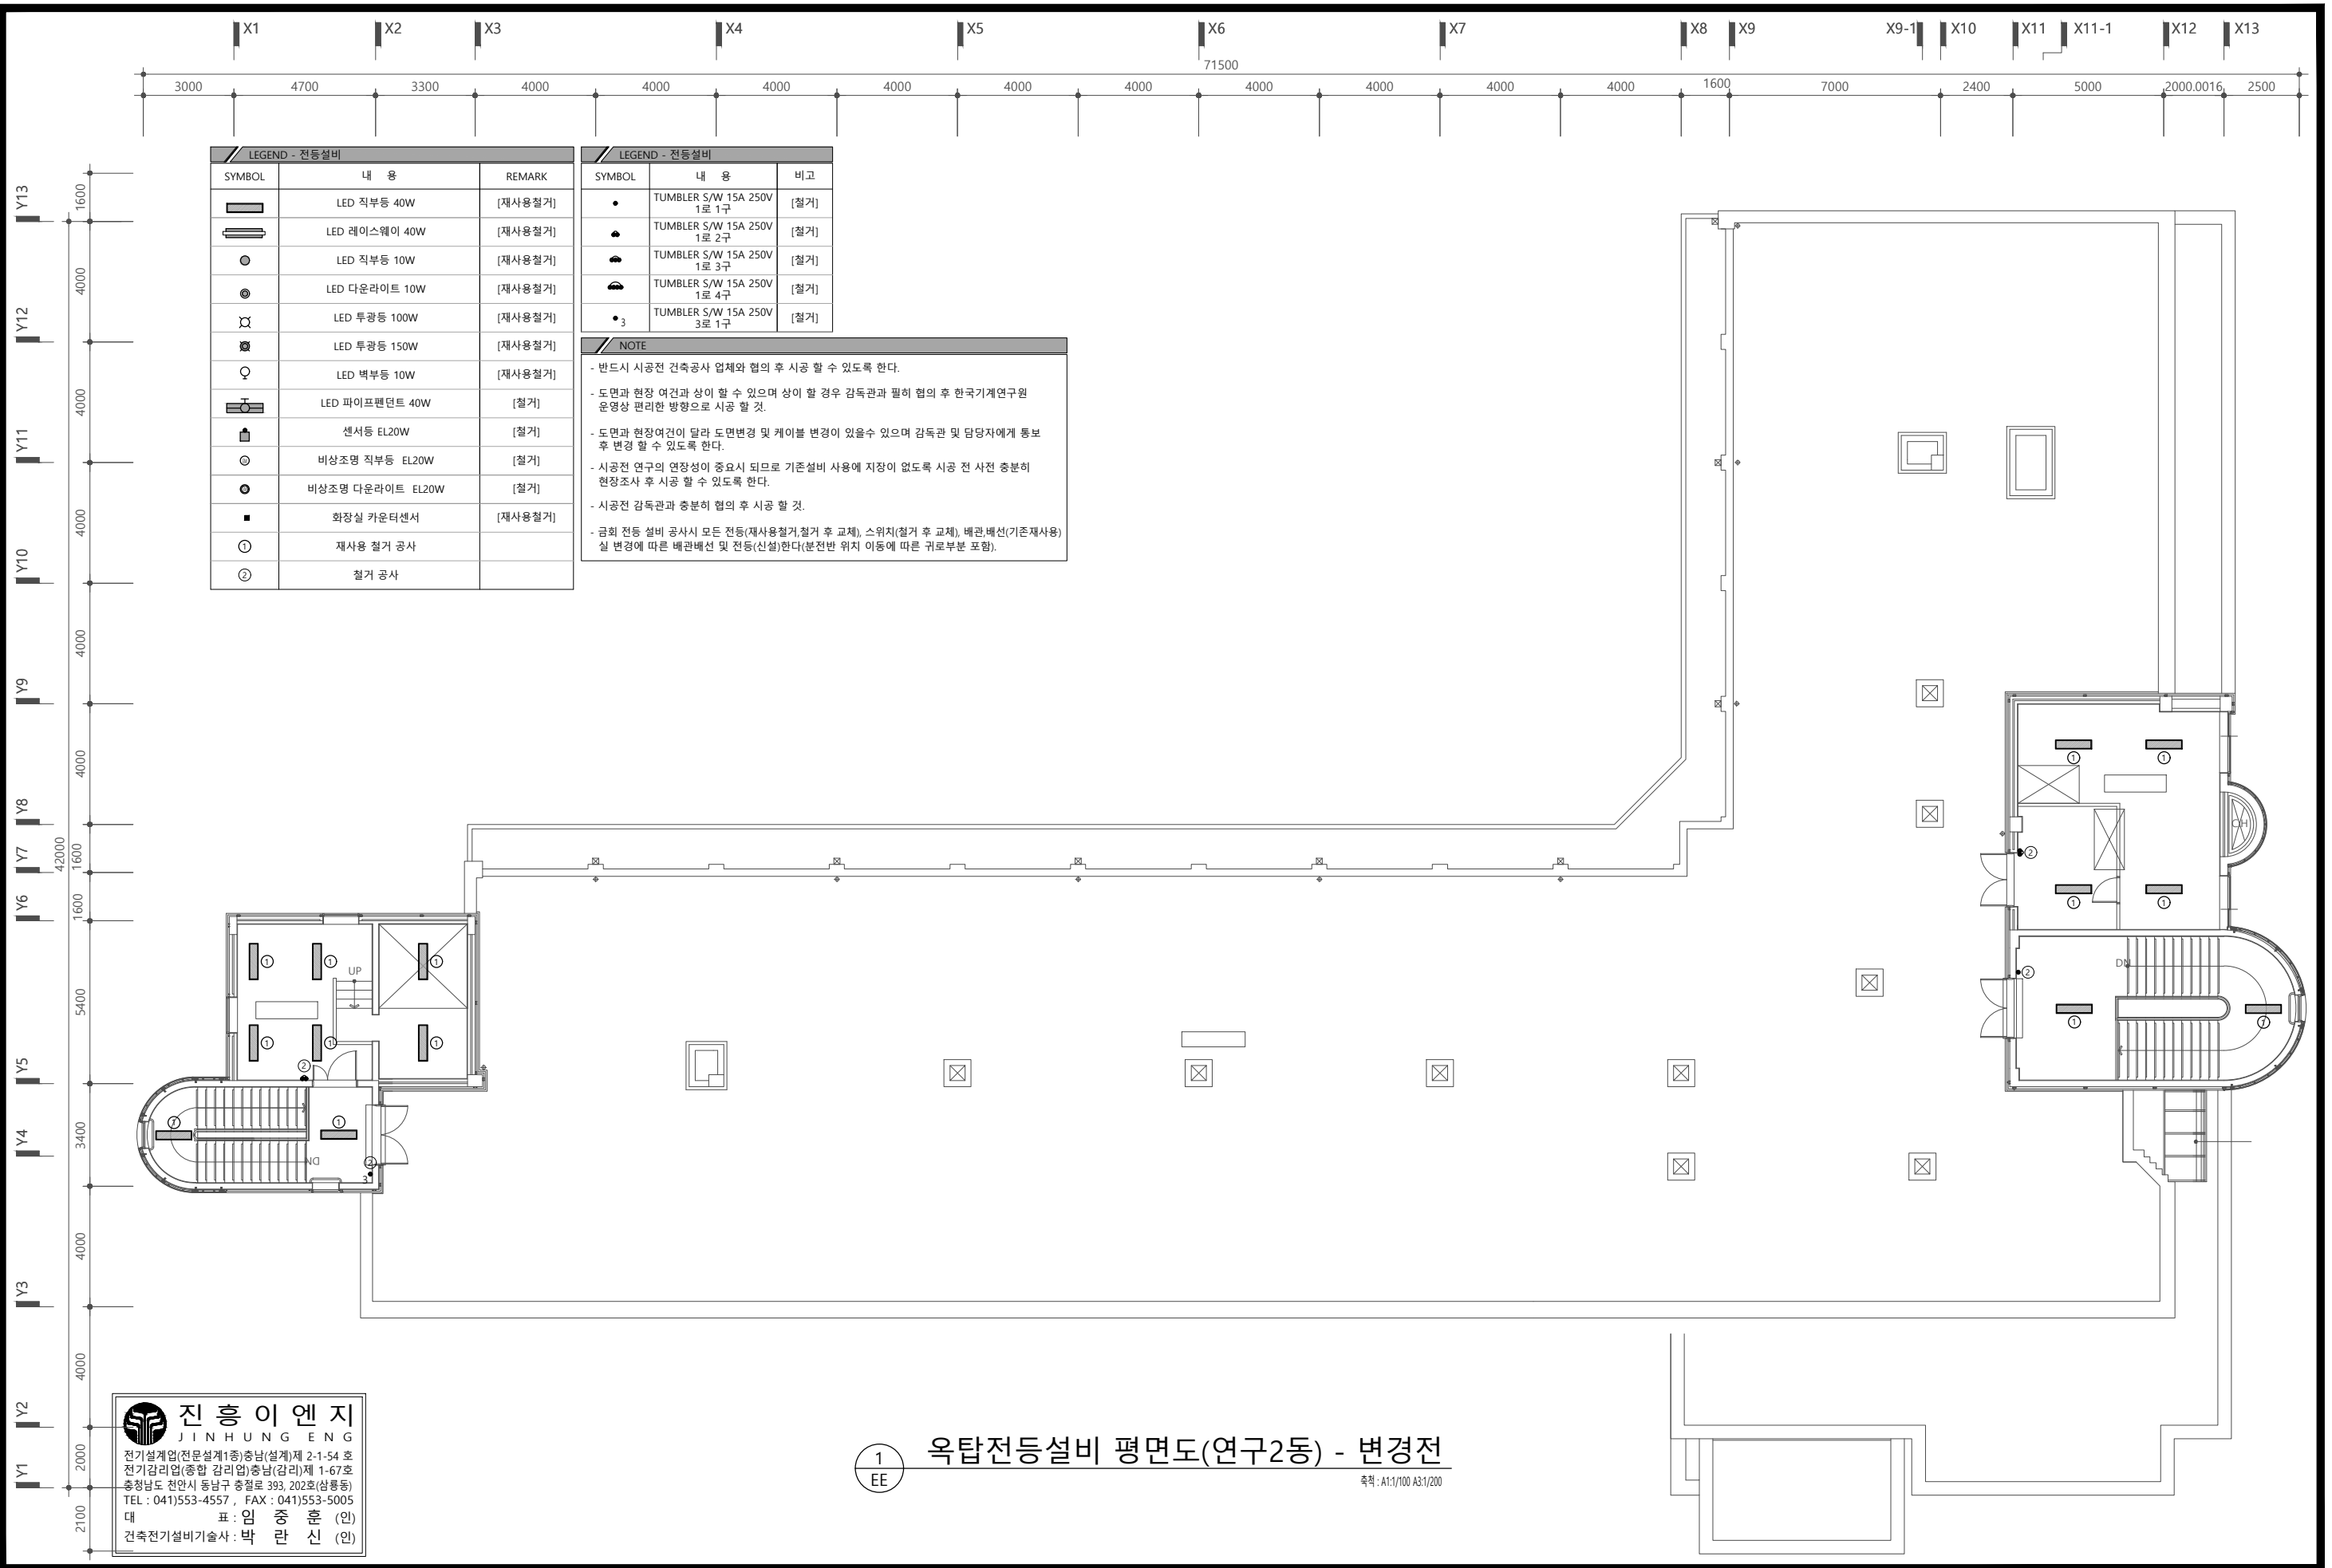 X1 X2 X3 X4 X5 X6 X7 X8 X9 X9-1 X10 X11 X11-1 X12 X13
71500
3000 4700 3300 4000 4000 4000 4000 4000 4000 4000 4000 4000 4000 1600 7000 2400 5000 2000.0016 2500
LEGEND - 전등설비
SYMBOL 내 용 REMARK
LED 직부등 40W [재사용철거]
LED 레이스웨이 40W [재사용철거]
LED 직부등 10W [재사용철거]
LED 다운라이트 10W [재사용철거]
LED 투광등 100W [재사용철거]
LED 투광등 150W [재사용철거]
LED 벽부등 10W [재사용철거]
LED 파이프펜던트 40W [철거]
센서등 EL20W [철거]
비상조명 직부등 EL20W [철거]
비상조명 다운라이트 EL20W [철거]
화장실 카운터센서 [재사용철거]
① 재사용 철거 공사
② 철거 공사
LEGEND - 전등설비
SYMBOL 내 용 비고
TUMBLER S/W 15A 250V
1로 1구 [철거]
TUMBLER S/W 15A 250V
1로 2구 [철거]
TUMBLER S/W 15A 250V
1로 3구 [철거]
TUMBLER S/W 15A 250V
1로 4구 [철거]
3 TUMBLER S/W 15A 250V
3로 1구 [철거]
NOTE
- 반드시 시공전 건축공사 업체와 협의 후 시공 할 수 있도록 한다.
- 도면과 현장 여건과 상이 할 수 있으며 상이 할 경우 감독관과 필히 협의 후 한국기계연구원
운영상 편리한 방향으로 시공 할 것.
- 도면과 현장여건이 달라 도면변경 및 케이블 변경이 있을수 있으며 감독관 및 담당자에게 통보
후 변경 할 수 있도록 한다.
- 시공전 연구의 연장성이 중요시 되므로 기존설비 사용에 지장이 없도록 시공 전 사전 충분히
현장조사 후 시공 할 수 있도록 한다.
- 시공전 감독관과 충분히 협의 후 시공 할 것.
- 금회 전등 설비 공사시 모든 전등(재사용철거,철거 후 교체), 스위치(철거 후 교체), 배관,배선(기존재사용)
실 변경에 따른 배관배선 및 전등(신설)한다(분전반 위치 이동에 따른 귀로부분 포함).
Y13 Y12 Y11 Y10 Y9 Y8 Y7 Y6 Y5 Y4 Y3 Y2 Y1
42000
1600 4000 4000 4000 4000 4000 1600 1600 5400 3400 4000 4000 2000 2100
① ①
②
① ①
②
DN
① ①
① ① ①
UP
① ① ①
②
① ①
②
DN
3
진흥이엔지
JINHUNG ENG
전기설계업(전문설계1종)충남(설계)제 2-1-54 호
전기감리업(종합 감리업)충남(감리)제 1-67호
충청남도 천안시 동남구 충절로 393, 202호(삼룡동)
TEL : 041)553-4557 , FAX : 041)553-5005
대 표 : 임 중 훈 (인)
건축전기설비기술사 : 박 란 신 (인)
1
EE
옥탑전등설비 평면도(연구2동) - 변경전
축척 : A1:1/100 A3:1/200